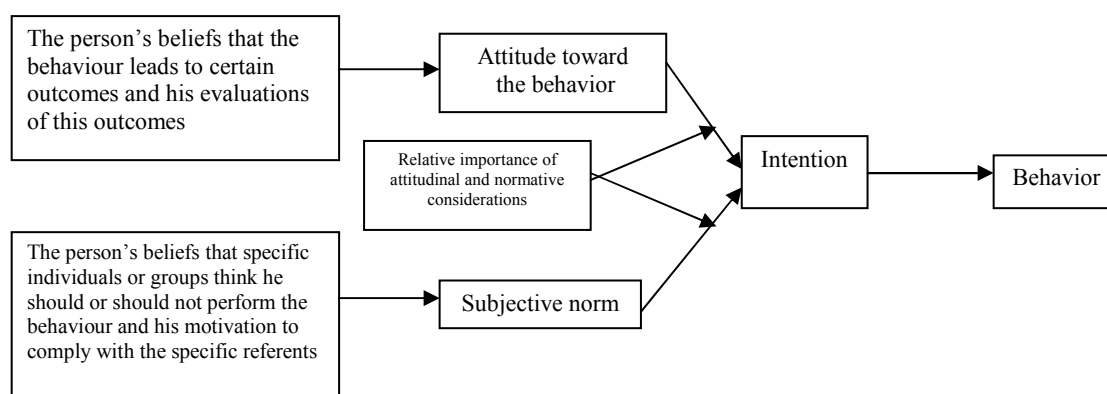 The person’s beliefs that the
behaviour leads to certain
outcomes and his evaluations
of this outcomes
Attitude toward
the behavior
Relative importance of
attitudinal and normative
considerations
Intention
Behavior
The person’s beliefs that specific
individuals or groups think he
should or should not perform the
behaviour and his motivation to
comply with the specific referents
Subjective norm